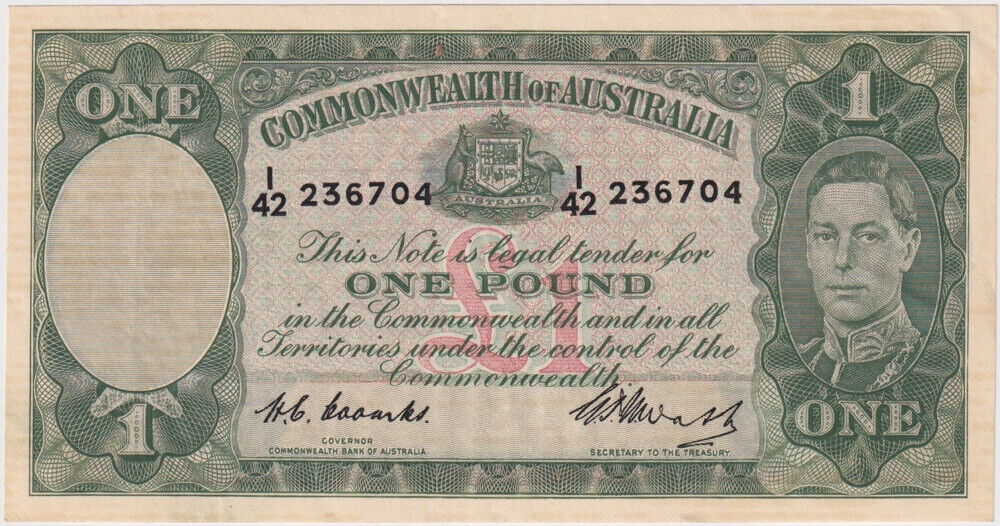 ONE
1
COMMONWEALTH OF AUSTRALIA
AUSTRALIA
I/42 236704
I/42 236704
This Note is legal tender for
ONE POUND
in the Commonwealth and in all
Territories under the control of the
Commonwealth
£1
H.C. Coombs.
GOVERNOR
COMMONWEALTH BANK OF AUSTRALIA
SECRETARY TO THE TREASURY.
1
ONE